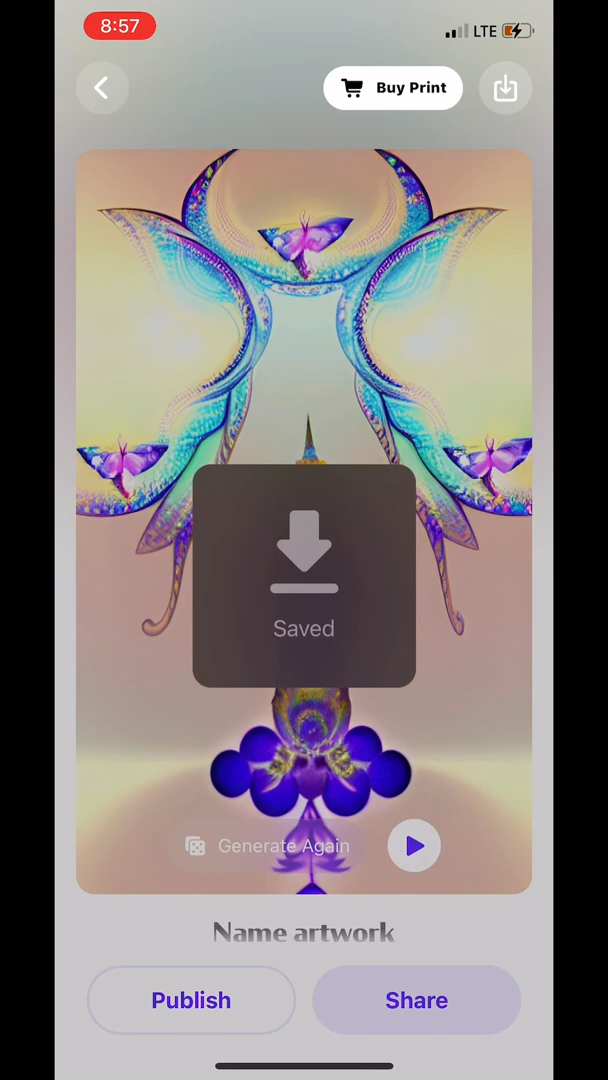 8:57
LTE
Buy Print
Saved
Generate Again
Name artwork
Publish
Share